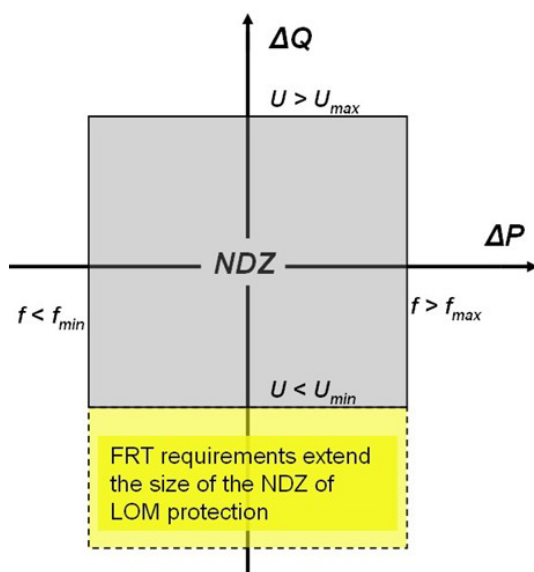 ΔQ
U > Umax
ΔP
NDZ
f < fmin
f > fmax
U < Umin
FRT requirements extend
the size of the NDZ of
LOM protection